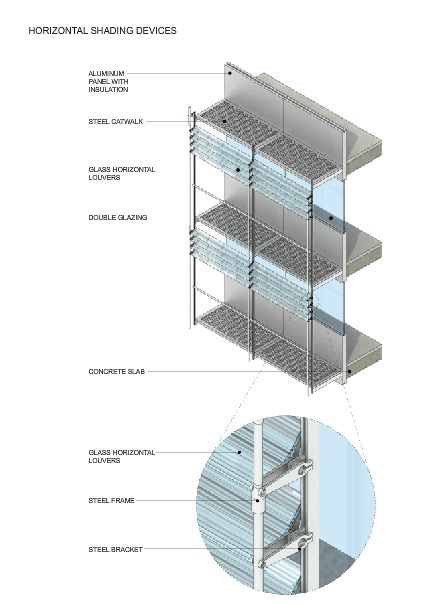 HORIZONTAL SHADING DEVICES
ALUMINUM
PANEL WITH
INSULATION
STEEL CATWALK
GLASS HORIZONTAL
LOUVERS
DOUBLE GLAZING
CONCRETE SLAB
GLASS HORIZONTAL
LOUVERS
STEEL FRAME
STEEL BRACKET